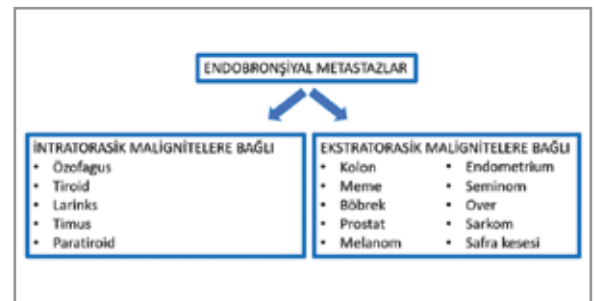 ENDOBRONŞİYAL METASTAZLAR
İNTRATORASİK MALİGNİTELERE BAĞLI
• Özofagus
• Tiroid
• Larinks
• Timus
• Paratiroid
EKSTRATORASİK MALİGNİTELERE BAĞLI
• Kolon
• Meme
• Böbrek
• Prostat
• Melanom
• Endometrium
• Seminom
• Over
• Sarkom
• Safra kesesi